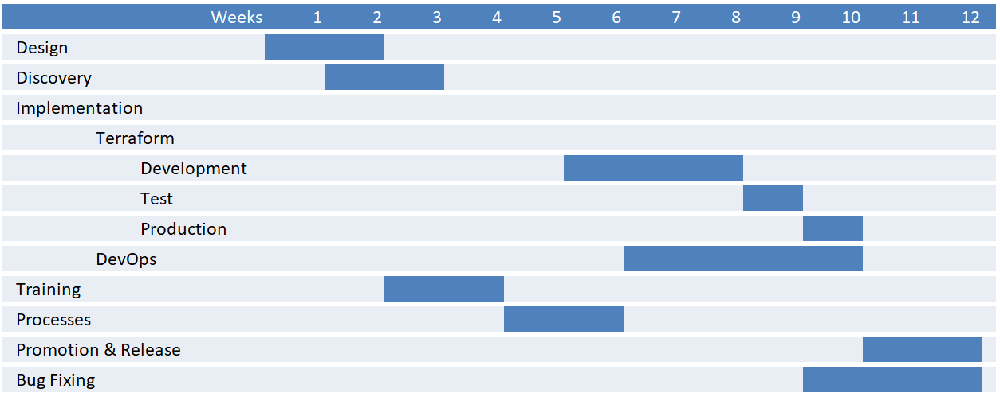 Weeks 1 2 3 4 5 6 7 8 9 10 11 12
Design
Discovery
Implementation
Terraform
Development
Test
Production
DevOps
Training
Processes
Promotion & Release
Bug Fixing